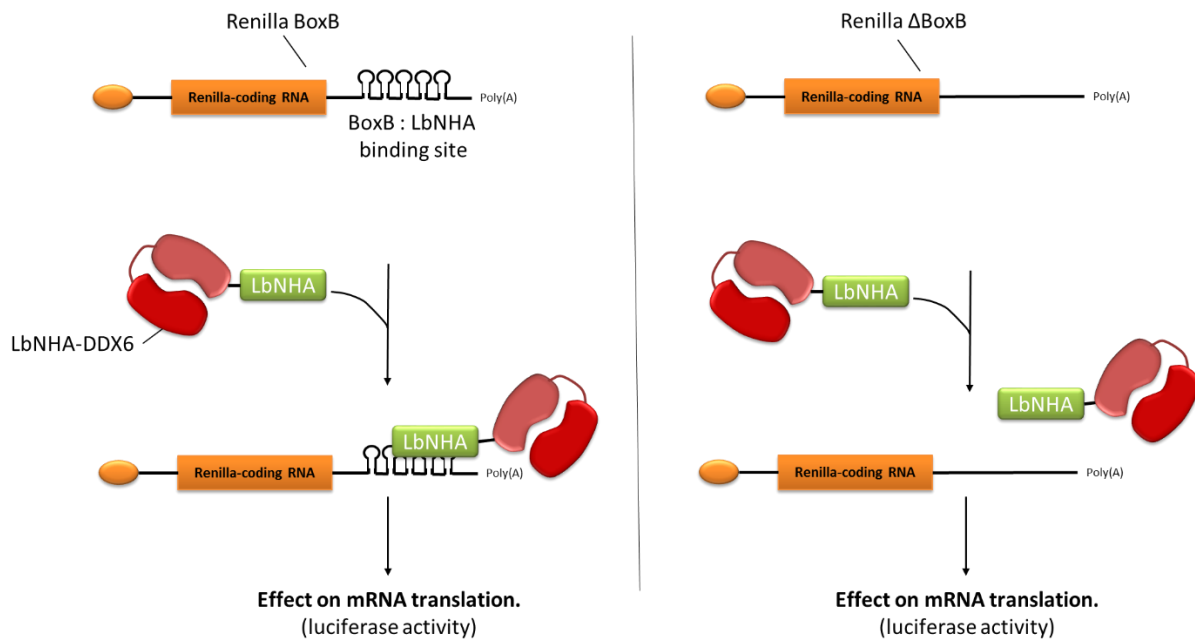 Renilla BoxB
Renilla-coding RNA
Poly(A)
BoxB : LbNHA
binding site
LbNHA
LbNHA-DDX6
LbNHA
Renilla-coding RNA
Poly(A)
Effect on mRNA translation.
(luciferase activity)
Renilla ΔBoxB
Renilla-coding RNA
Poly(A)
LbNHA
LbNHA
Renilla-coding RNA
Poly(A)
Effect on mRNA translation.
(luciferase activity)